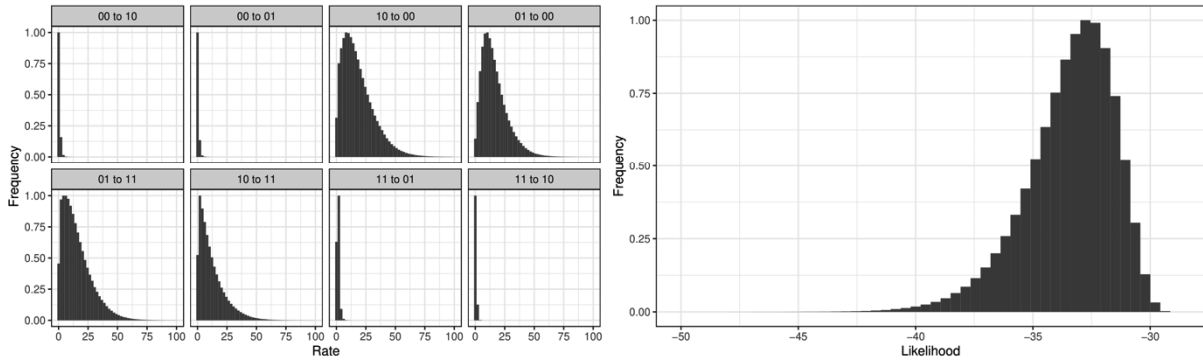 00 to 10
00 to 01
10 to 00
01 to 00
1.00
0.75
0.50
0.25
0.00
01 to 11
10 to 11
11 to 01
11 to 10
1.00
0.75
0.50
0.25
0.00
0 25 50 75 100 0 25 50 75 100 0 25 50 75 100 0 25 50 75 100
Rate
Frequency
1.00
0.75
0.50
0.25
0.00
-50 -45 -40 -35 -30
Likelihood
Frequency